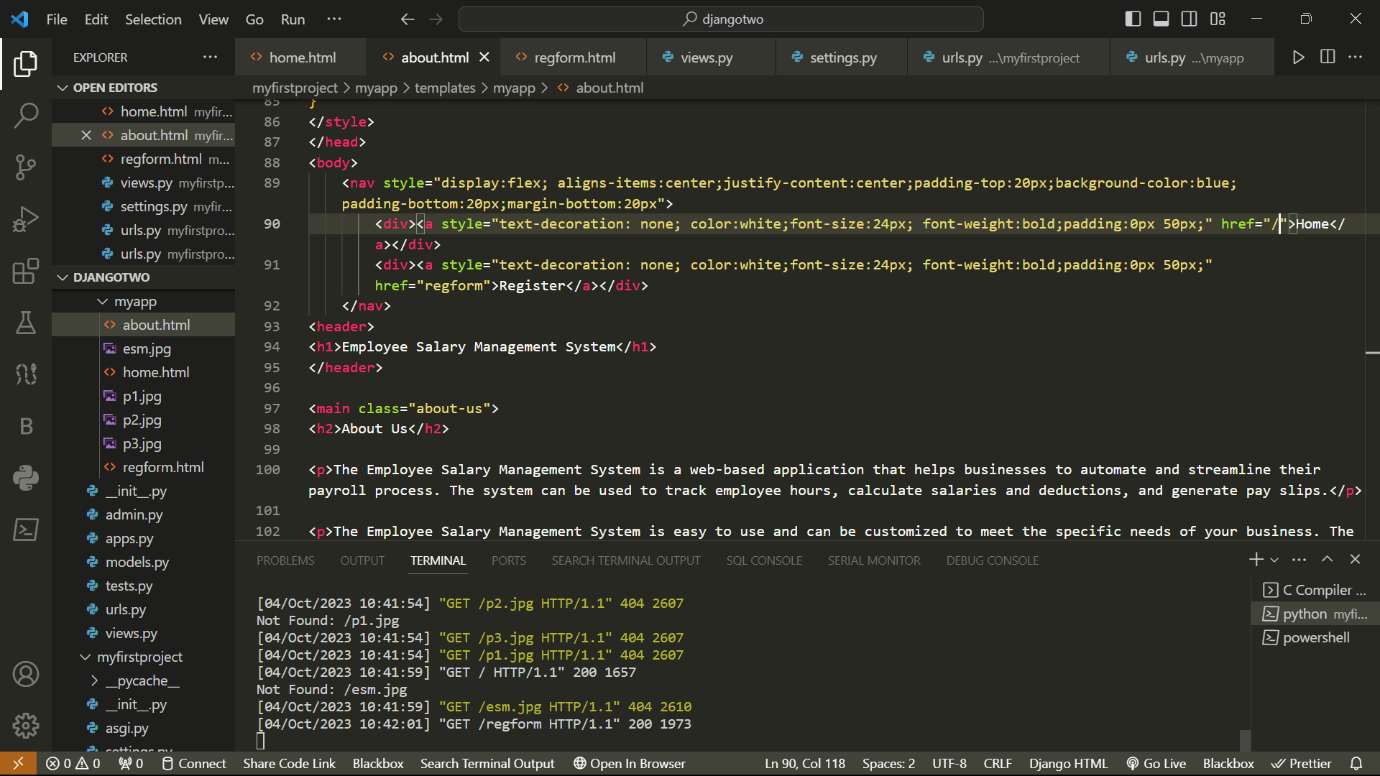 File Edit Selection View Go Run ··· djangotwo
EXPLORER ···
OPEN EDITORS
home.html myfir...
about.html myfir...
regform.html m...
views.py myfirstp...
settings.py myfir...
urls.py myfirstpro...
urls.py myfirstpro...
DJANGOTWO
myapp
about.html
esm.jpg
home.html
p1.jpg
p2.jpg
p3.jpg
regform.html
__init__.py
admin.py
apps.py
models.py
tests.py
urls.py
views.py
myfirstproject
__pycache__
__init__.py
asgi.py
settings.py
home.html about.html regform.html views.py settings.py urls.py ...\myfirstproject urls.py ...\myapp
myfirstproject > myapp > templates > myapp > about.html
85 }
86 </style>
87 </head>
88 <body>
89 <nav style="display:flex; aligns-items:center;justify-content:center;padding-top:20px;background-color:blue;
padding-bottom:20px;margin-bottom:20px">
90 <div><a style="text-decoration: none; color:white;font-size:24px; font-weight:bold;padding:0px 50px;" href="/">Home</
a></div>
91 <div><a style="text-decoration: none; color:white;font-size:24px; font-weight:bold;padding:0px 50px;"
href="regform">Register</a></div>
92 </nav>
93 <header>
94 <h1>Employee Salary Management System</h1>
95 </header>
96
97 <main class="about-us">
98 <h2>About Us</h2>
99
100 <p>The Employee Salary Management System is a web-based application that helps businesses to automate and streamline their
payroll process. The system can be used to track employee hours, calculate salaries and deductions, and generate pay slips.</p>
101
102 <p>The Employee Salary Management System is easy to use and can be customized to meet the specific needs of your business. The
PROBLEMS OUTPUT TERMINAL PORTS SEARCH TERMINAL OUTPUT SQL CONSOLE SERIAL MONITOR DEBUG CONSOLE
[04/Oct/2023 10:41:54] "GET /p2.jpg HTTP/1.1" 404 2607
Not Found: /p1.jpg
[04/Oct/2023 10:41:54] "GET /p3.jpg HTTP/1.1" 404 2607
[04/Oct/2023 10:41:54] "GET /p1.jpg HTTP/1.1" 404 2607
[04/Oct/2023 10:41:59] "GET / HTTP/1.1" 200 1657
Not Found: /esm.jpg
[04/Oct/2023 10:41:59] "GET /esm.jpg HTTP/1.1" 404 2610
[04/Oct/2023 10:42:01] "GET /regform HTTP/1.1" 200 1973
C Compiler ...
python myfi...
powershell
0 0 0 Connect Share Code Link Blackbox Search Terminal Output Open In Browser Ln 90, Col 118 Spaces: 2 UTF-8 CRLF Django HTML Go Live Blackbox Prettier